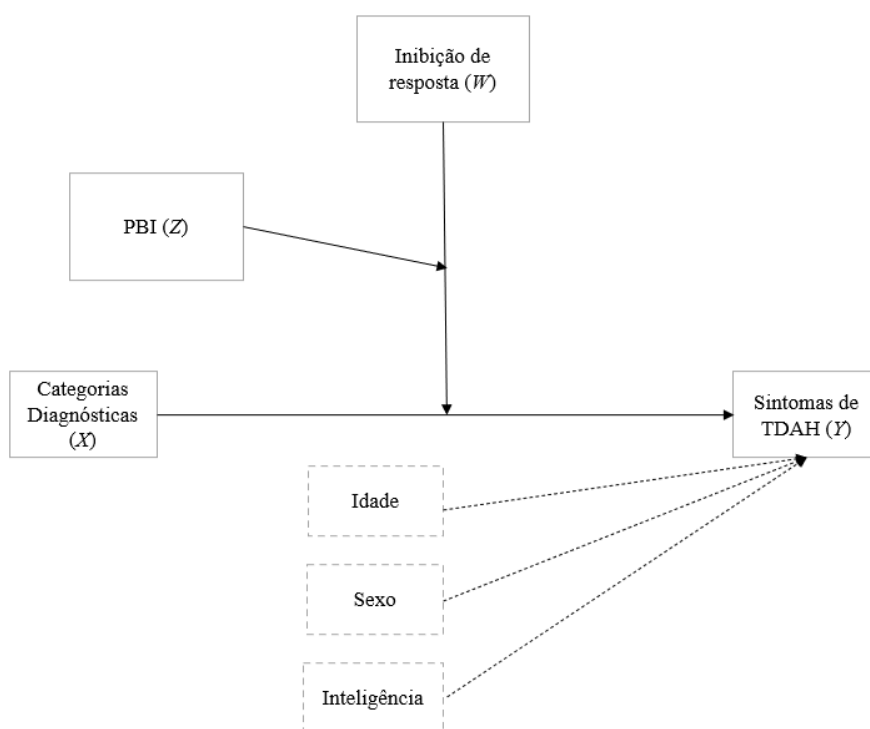 Inibição de
resposta (W)
PBI (Z)
Categorias
Diagnósticas
(X)
Sintomas de
TDAH (Y)
Idade
Sexo
Inteligência